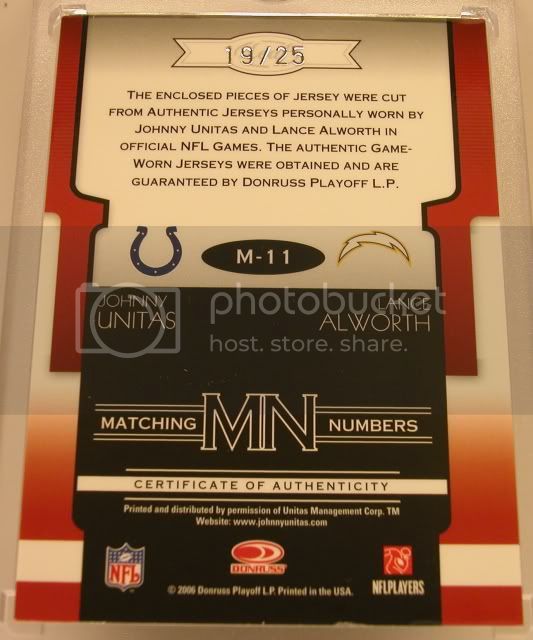 19/25
THE ENCLOSED PIECES OF JERSEY WERE CUT
FROM AUTHENTIC JERSEYS PERSONALLY WORN BY
JOHNNY UNITAS AND LANCE ALWORTH IN
OFFICIAL NFL GAMES. THE AUTHENTIC GAME-
WORN JERSEYS WERE OBTAINED AND ARE
GUARANTEED BY DONRUSS PLAYOFF L.P.
M-11
JOHNNY
UNITAS
LANCE
ALWORTH
photobucket
host. store. share.
MATCHING MN NUMBERS
CERTIFICATE OF AUTHENTICITY
Printed and distributed by permission of Unitas Management Corp. TM
Website: www.johnnyunitas.com
NFL
DONRUSS
NFLPLAYERS
© 2006 Donruss Playoff L.P. Printed in the USA.